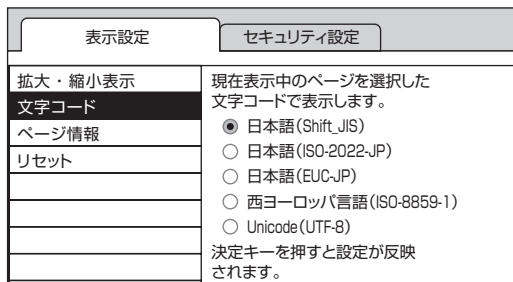 表示設定
セキュリティ設定
拡大・縮小表示
文字コード
ページ情報
リセット
現在表示中のページを選択した
文字コードで表示します。
日本語(Shift_JIS)
日本語(ISO-2022-JP)
日本語(EUC-JP)
西ヨーロッパ言語(ISO-8859-1)
Unicode(UTF-8)
決定キーを押すと設定が反映
されます。